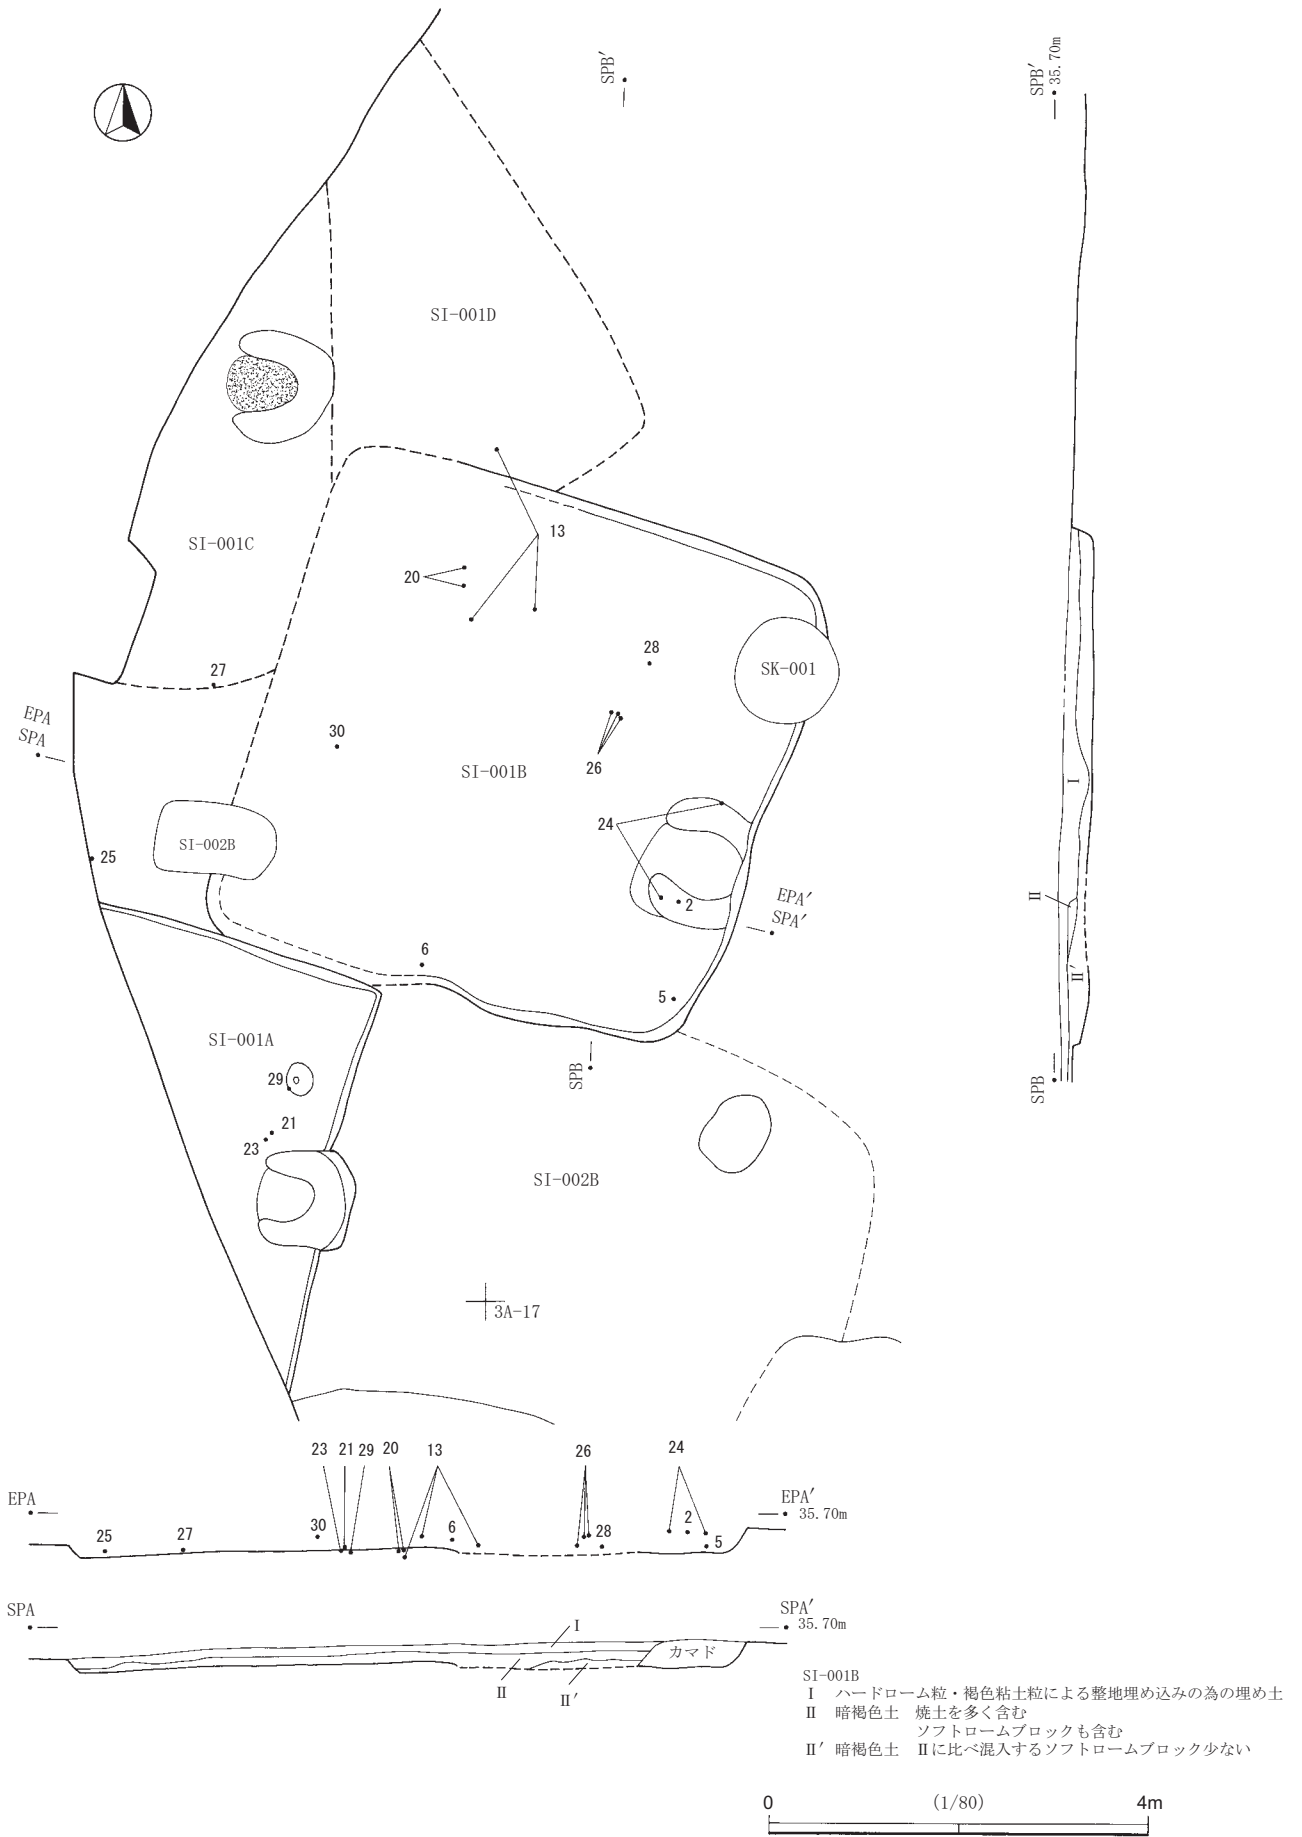 SPB′
SPB′
35.70m
SI-001D
13
SI-001C
20
28
SK-001
27
EPA
SPA
30
SI-001B
26
24
SI-002B
25
2
EPA′
SPA′
6
5
SI-001A
SPB
29
21
23
SI-002B
3A-17
I
II
II′
SPB
23 21 29 20 13 26 24
EPA
EPA′
35.70m
25 27 30 6 28 2 5
SPA
SPA′
35.70m
I
カマド
II
II′
SI-001B
I ハードローム粒・褐色粘土粒による整地埋め込みの為の埋め土
II 暗褐色土 焼土を多く含む
ソフトロームブロックも含む
II′ 暗褐色土 IIに比べ混入するソフトロームブロック少ない
0 (1/80) 4m